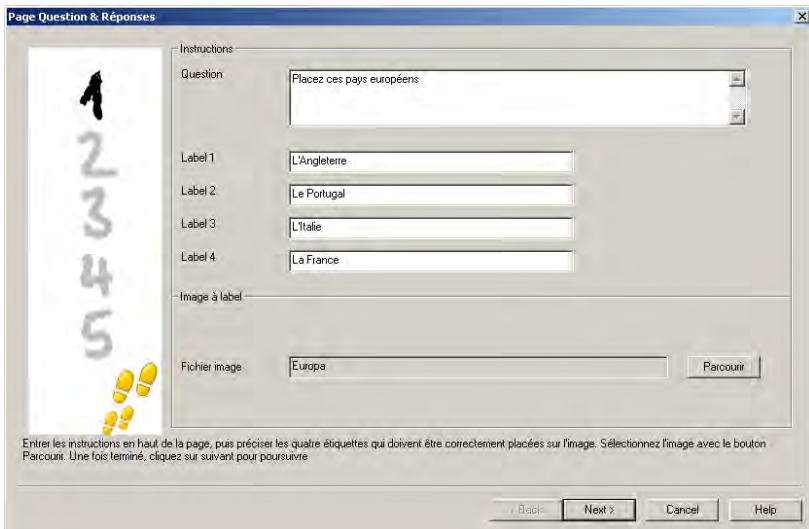 Page Question & Réponses
1
2
3
4
5
Instructions
Question
Placez ces pays européens
Label 1
L'Angleterre
Label 2
Le Portugal
Label 3
L'Italie
Label 4
La France
Image à label
Fichier image
Europa
Parcourir
Entrer les instructions en haut de la page, puis préciser les quatre étiquettes qui doivent être correctement placées sur l'image. Sélectionnez l'image avec le bouton
Parcourir. Une fois terminé, cliquez sur suivant pour poursuivre
< Back
Next >
Cancel
Help